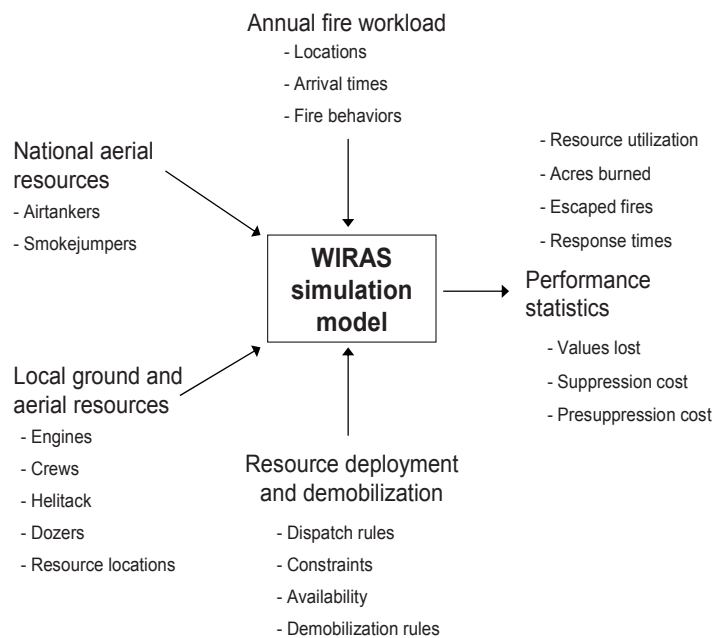 Annual fire workload
- Locations
- Arrival times
- Fire behaviors
National aerial
resources
- Airtankers
- Smokejumpers
Local ground and
aerial resources
- Engines
- Crews
- Helitack
- Dozers
- Resource locations
WIRAS
simulation
model
Resource deployment
and demobilization
- Dispatch rules
- Constraints
- Availability
- Demobilization rules
- Resource utilization
- Acres burned
- Escaped fires
- Response times
Performance
statistics
- Values lost
- Suppression cost
- Presuppression cost